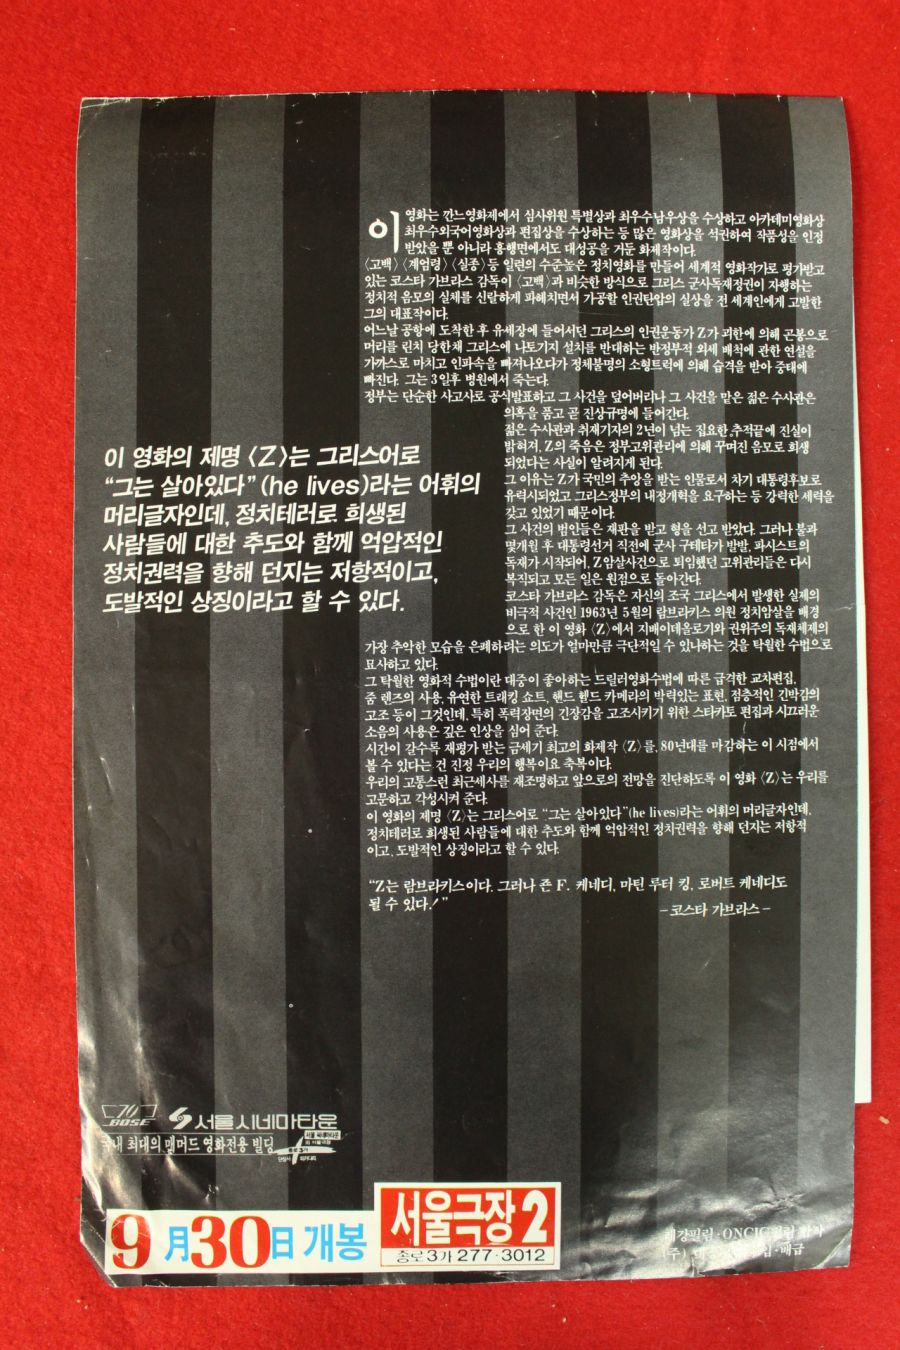 이 영화는 깐느영화제에서 심사위원 특별상과 최우수남우상을 수상하고 아카데미영화상
최우수외국어영화상과 편집상을 수상하는 등 많은 영화상을 석권하여 작품성을 인정
받았을 뿐 아니라 흥행면에서도 대성공을 거둔 화제작이다.
〈고백〉〈계엄령〉〈실종〉등 일련의 수준높은 정치영화를 만들어 세계적 영화작가로 평가받고
있는 코스타 가브라스 감독이 〈고백〉과 비슷한 방식으로 그리스 군사독재정권이 자행하는
정치적 음모의 실체를 신랄하게 파헤치면서 가공할 인권탄압의 실상을 전 세계인에게 고발한
그의 대표작이다.
어느날 공항에 도착한 후 유세장에 들어서던 그리스의 인권운동가 Z가 괴한에 의해 곤봉으로
머리를 린치 당한채 그리스에 나토기지 설치를 반대하는 반정부적 외세 배척에 관한 연설을
가까스로 마치고 인파속을 빠져나오다가 정체불명의 소형트럭에 의해 습격을 받아 중태에
빠진다. 그는 3일후 병원에서 죽는다.
정부는 단순한 사고사로 공식발표하고 그 사건을 덮어버리나 그 사건을 맡은 젊은 수사관은
의혹을 품고 곧 진상규명에 들어간다.
젊은 수사관과 취재기자의 2년이 넘는 집요한 추적끝에 진실이
밝혀져, Z의 죽음은 정부고위관리에 의해 꾸며진 음모로 희생
되었다는 사실이 알려지게 된다.
그 이유는 Z가 국민의 추앙을 받는 인물로서 차기 대통령후보로
유력시되었고 그리스정부의 내정개혁을 요구하는 등 강력한 세력을
갖고 있었기 때문이다.
그 사건의 범인들은 재판을 받고 형을 선고 받았다. 그러나 불과
몇개월 후 대통령선거 직전에 군사 구테타가 발발, 파시스트의
독재가 시작되어, Z암살사건으로 퇴임했던 고위관리들은 다시
복직되고 모든 일은 원점으로 돌아간다.
코스타 가브라스 감독은 자신의 조국 그리스에서 발생한 실제의
비극적 사건인 1963년 5월의 람브라키스 의원 정치암살을 배경
으로 한 이 영화 〈Z〉에서 지배이데올로기와 권위주의 독재체제의
가장 추악한 모습을 은폐하려는 의도가 얼마만큼 극단적일 수 있나하는 것을 탁월한 수법으로
묘사하고 있다.
그 탁월한 영화적 수법이란 대중이 좋아하는 드릴러영화수법에 따른 급격한 교차편집,
줌 렌즈의 사용, 유연한 트래킹 쇼트, 핸드 헬드 카메라의 박력있는 표현, 점층적인 긴박감의
고조 등이 그것인데, 특히 폭력장면의 긴장감을 고조시키기 위한 스타카토 편집과 시끄러운
소음의 사용은 깊은 인상을 심어 준다.
시간이 갈수록 재평가 받는 금세기 최고의 화제작 〈Z〉를, 80년대를 마감하는 이 시점에서
볼 수 있다는 건 진정 우리의 행복이요 축복이다.
우리의 고통스런 최근세사를 재조명하고 앞으로의 전망을 진단하도록 이 영화 〈Z〉는 우리를
고문하고 각성시켜 준다.
이 영화의 제명 〈Z〉는 그리스어로 “그는 살아있다”(he lives)라는 어휘의 머리글자인데,
정치테러로 희생된 사람들에 대한 추도와 함께 억압적인 정치권력을 향해 던지는 저항적
이고, 도발적인 상징이라고 할 수 있다.
“Z는 람브라키스이다. 그러나 죤 F. 케네디, 마틴 루터 킹, 로버트 케네디도
될 수 있다!”
–코스타 가브라스–
이 영화의 제명 〈Z〉는 그리스어로
“그는 살아있다”(he lives)라는 어휘의
머리글자인데, 정치테러로 희생된
사람들에 대한 추도와 함께 억압적인
정치권력을 향해 던지는 저항적이고,
도발적인 상징이라고 할 수 있다.
70
BOSE
서울시네마타운
국내 최대의 맴머드 영화전용 빌딩
9月30日 개봉
서울극장 2
종로3가 277·3012